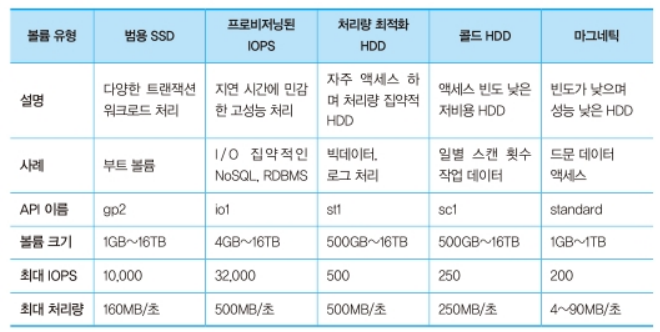 볼륨 유형 범용 SSD 프로비저닝된 IOPS 처리량 최적화 HDD 콜드 HDD 마그네틱
설명 다양한 트랜잭션 워크로드 처리 지연 시간에 민감한 고성능 처리 자주 액세스 하며 처리량 집약적 HDD 액세스 빈도 낮은 저비용 HDD 빈도가 낮으며 성능 낮은 HDD
사례 부트 볼륨 I/O 집약적인 NoSQL, RDBMS 빅데이터, 로그 처리 일별 스캔 횟수 작업 데이터 드문 데이터 액세스
API 이름 gp2 io1 st1 sc1 standard
볼륨 크기 1GB~16TB 4GB~16TB 500GB~16TB 500GB~16TB 1GB~1TB
최대 IOPS 10,000 32,000 500 250 200
최대 처리량 160MB/초 500MB/초 500MB/초 250MB/초 4~90MB/초